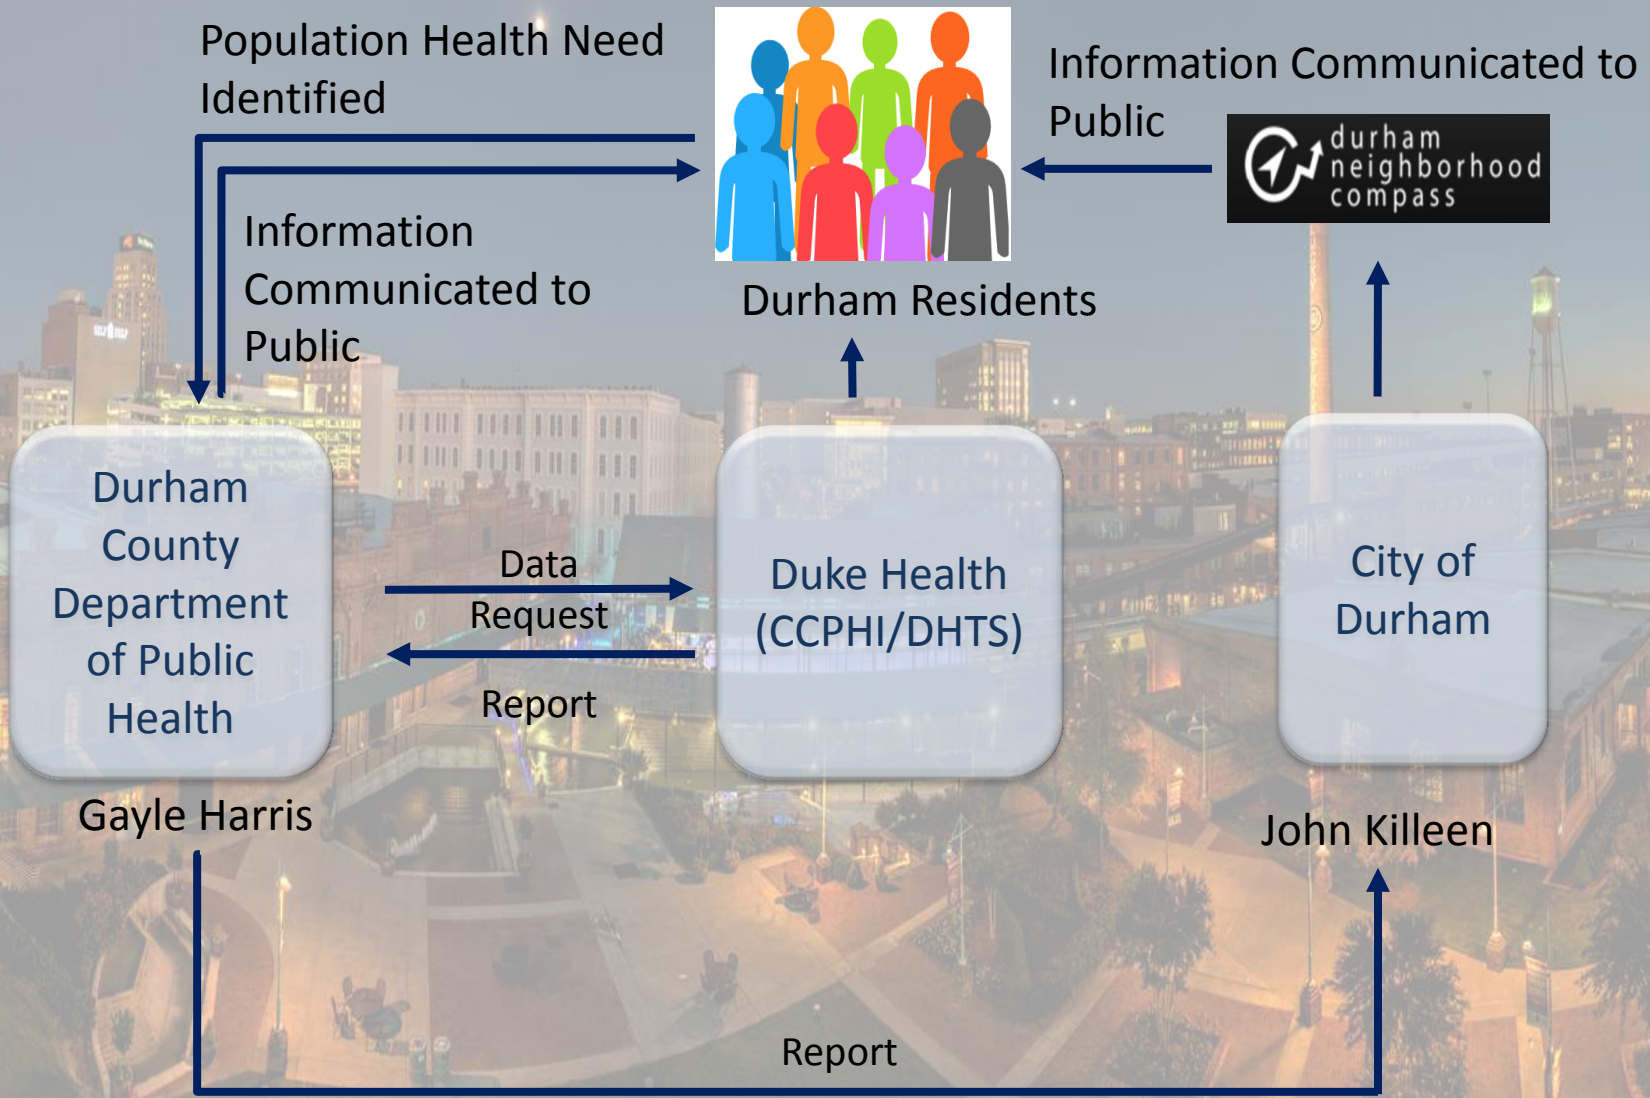 Population Health Need
Identified
Information Communicated to
Public
durham
neighborhood
compass
Information
Communicated to
Public
Durham Residents
Durham
County
Department
of Public
Health
Data
Request
Report
Duke Health
(CCPHI/DHTS)
City of
Durham
Gayle Harris
John Killeen
Report